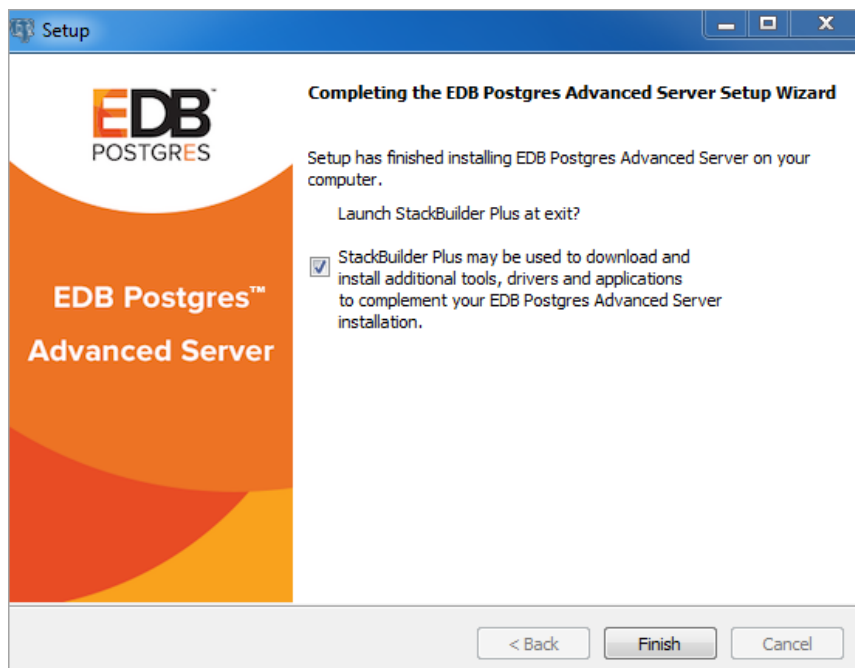 Setup
EDB™
POSTGRES
EDB Postgres™
Advanced Server
Completing the EDB Postgres Advanced Server Setup Wizard
Setup has finished installing EDB Postgres Advanced Server on your
computer.
Launch StackBuilder Plus at exit?
StackBuilder Plus may be used to download and
install additional tools, drivers and applications
to complement your EDB Postgres Advanced Server
installation.
< Back
Finish
Cancel